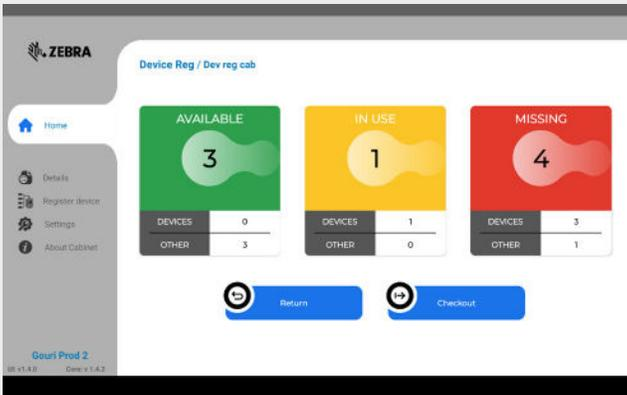 ZEBRA
Device Reg / Dev reg cab
Home
Details
Register device
Settings
About Cabinet
AVAILABLE
3
DEVICES 0
OTHER 3
IN USE
1
DEVICES 1
OTHER 0
MISSING
4
DEVICES 3
OTHER 1
Return
Checkout
Gouri Prod 2
UI: v1.4.0 Core: v 1.4.2